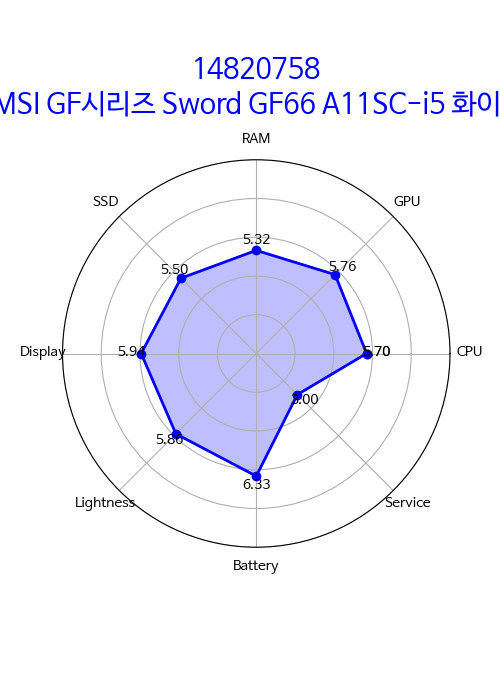 14820758
MSI GF시리즈 Sword GF66 A11SC-i5 화이
RAM
SSD
GPU
5.32
5.50
5.76
Display
5.94
5.70
CPU
3.00
5.86
6.33
Lightness
Service
Battery